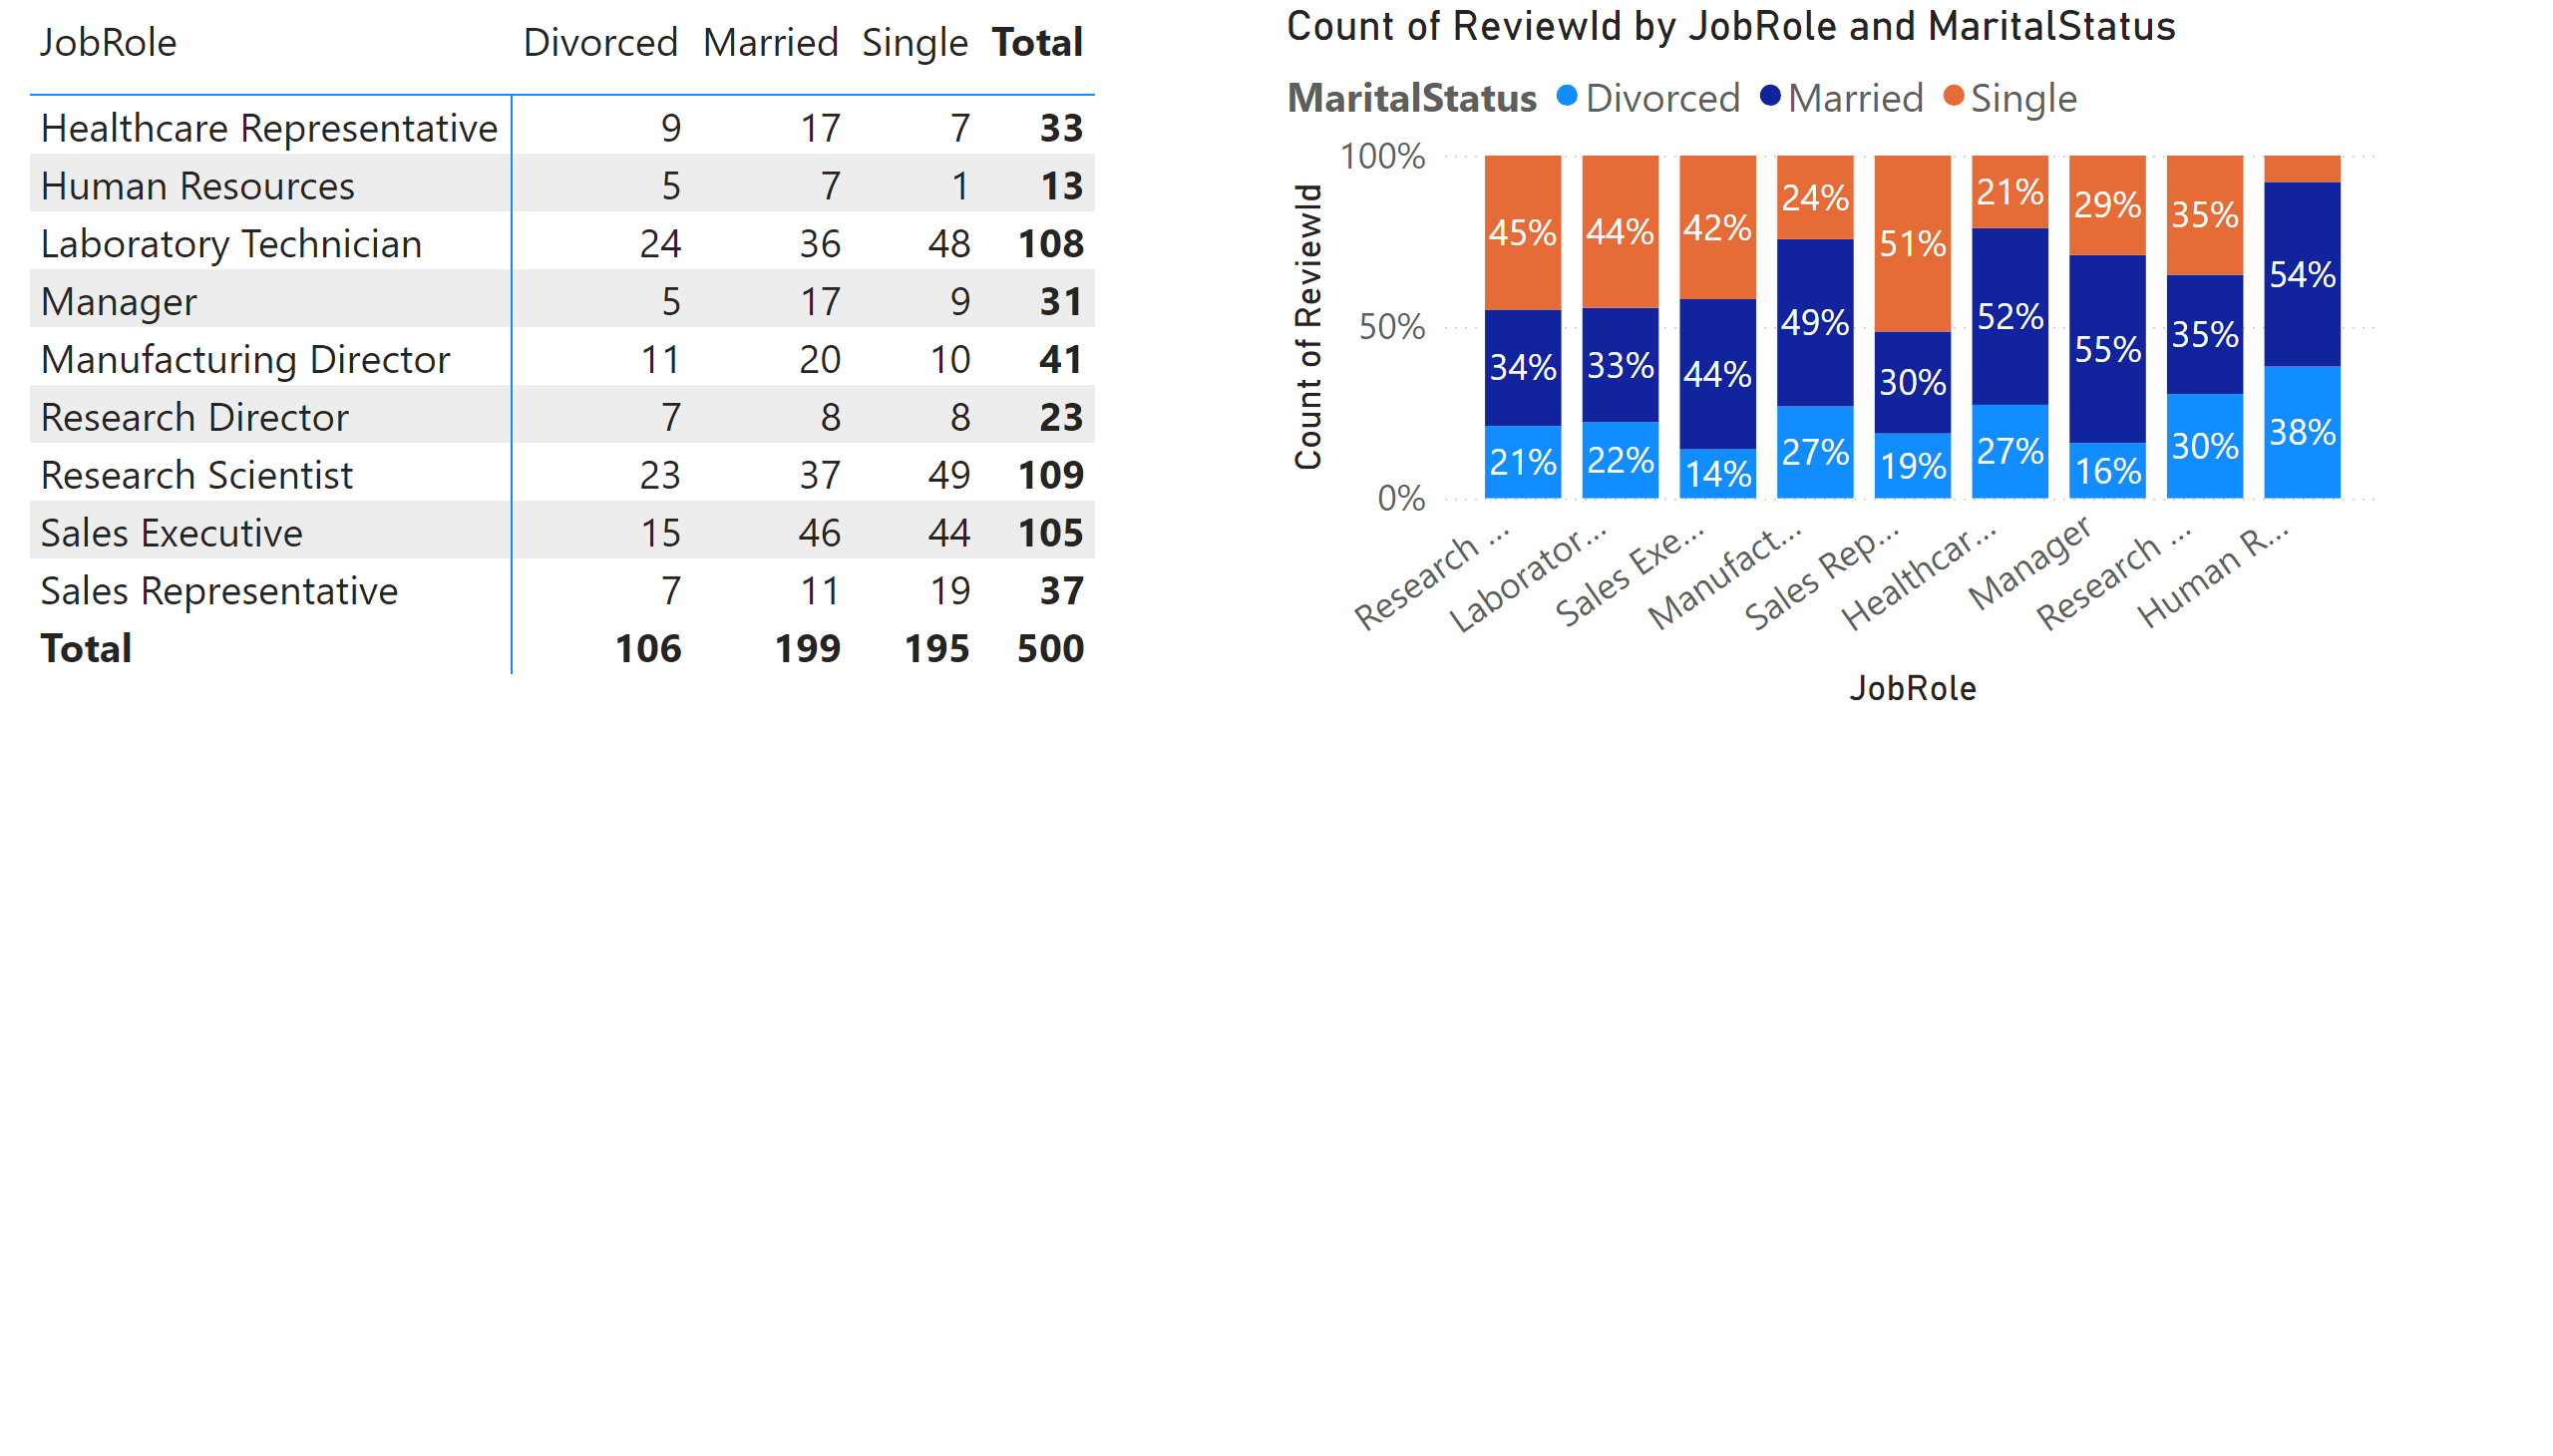 JobRole Divorced Married Single Total
Healthcare Representative 9 17 7 33
Human Resources 5 7 1 13
Laboratory Technician 24 36 48 108
Manager 5 17 9 31
Manufacturing Director 11 20 10 41
Research Director 7 8 8 23
Research Scientist 23 37 49 109
Sales Executive 15 46 44 105
Sales Representative 7 11 19 37
Total 106 199 195 500
Count of ReviewId by JobRole and MaritalStatus
MaritalStatus Divorced Married Single
Count of ReviewId
100%
50%
0%
45% 44% 42% 24% 51% 21% 29% 35%
34% 33% 44% 49% 30% 52% 55% 35% 54%
21% 22% 14% 27% 19% 27% 16% 30% 38%
Research ...
Laborator...
Sales Exe...
Manufact...
Sales Rep...
Healthcar...
Manager
Research ...
Human R...
JobRole